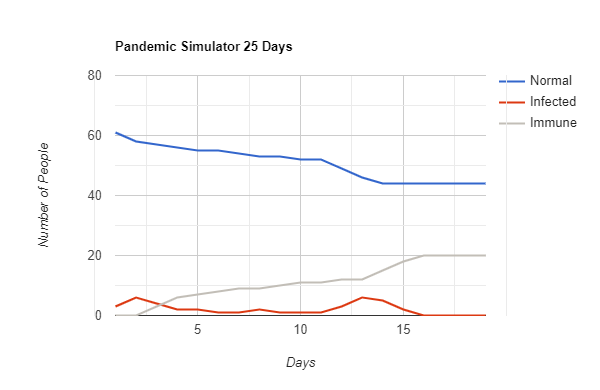 Pandemic Simulator 25 Days
80
60
40
20
0
Number of People
5
10
15
Days
Normal
Infected
Immune